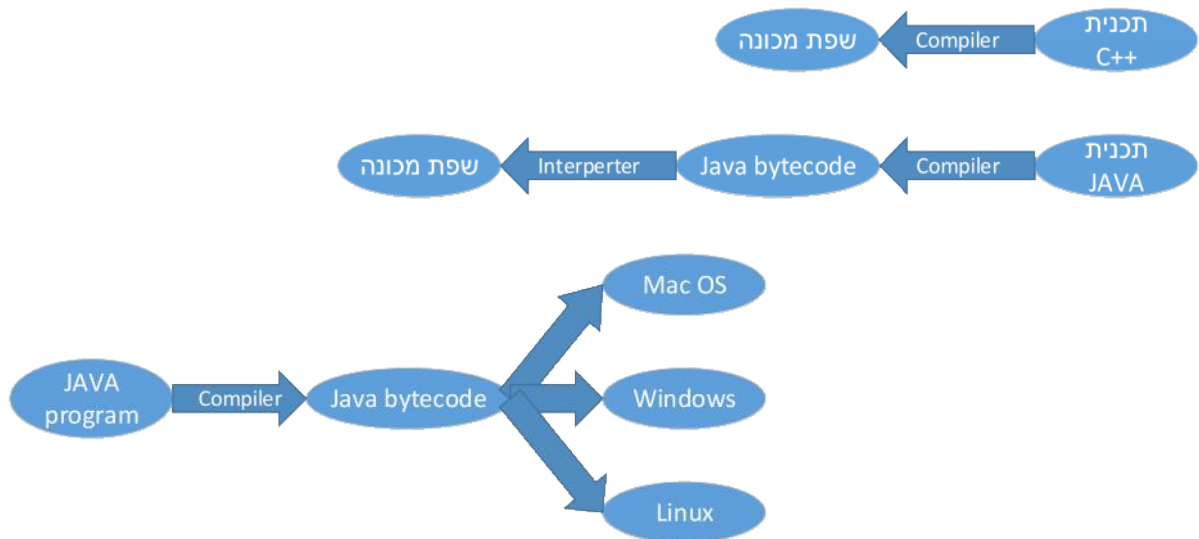 תכנית
C++
Compiler
שפת מכונה
תכנית
JAVA
Compiler
Java bytecode
Interperter
שפת מכונה
Mac OS
JAVA
program
Compiler
Java bytecode
Windows
Linux